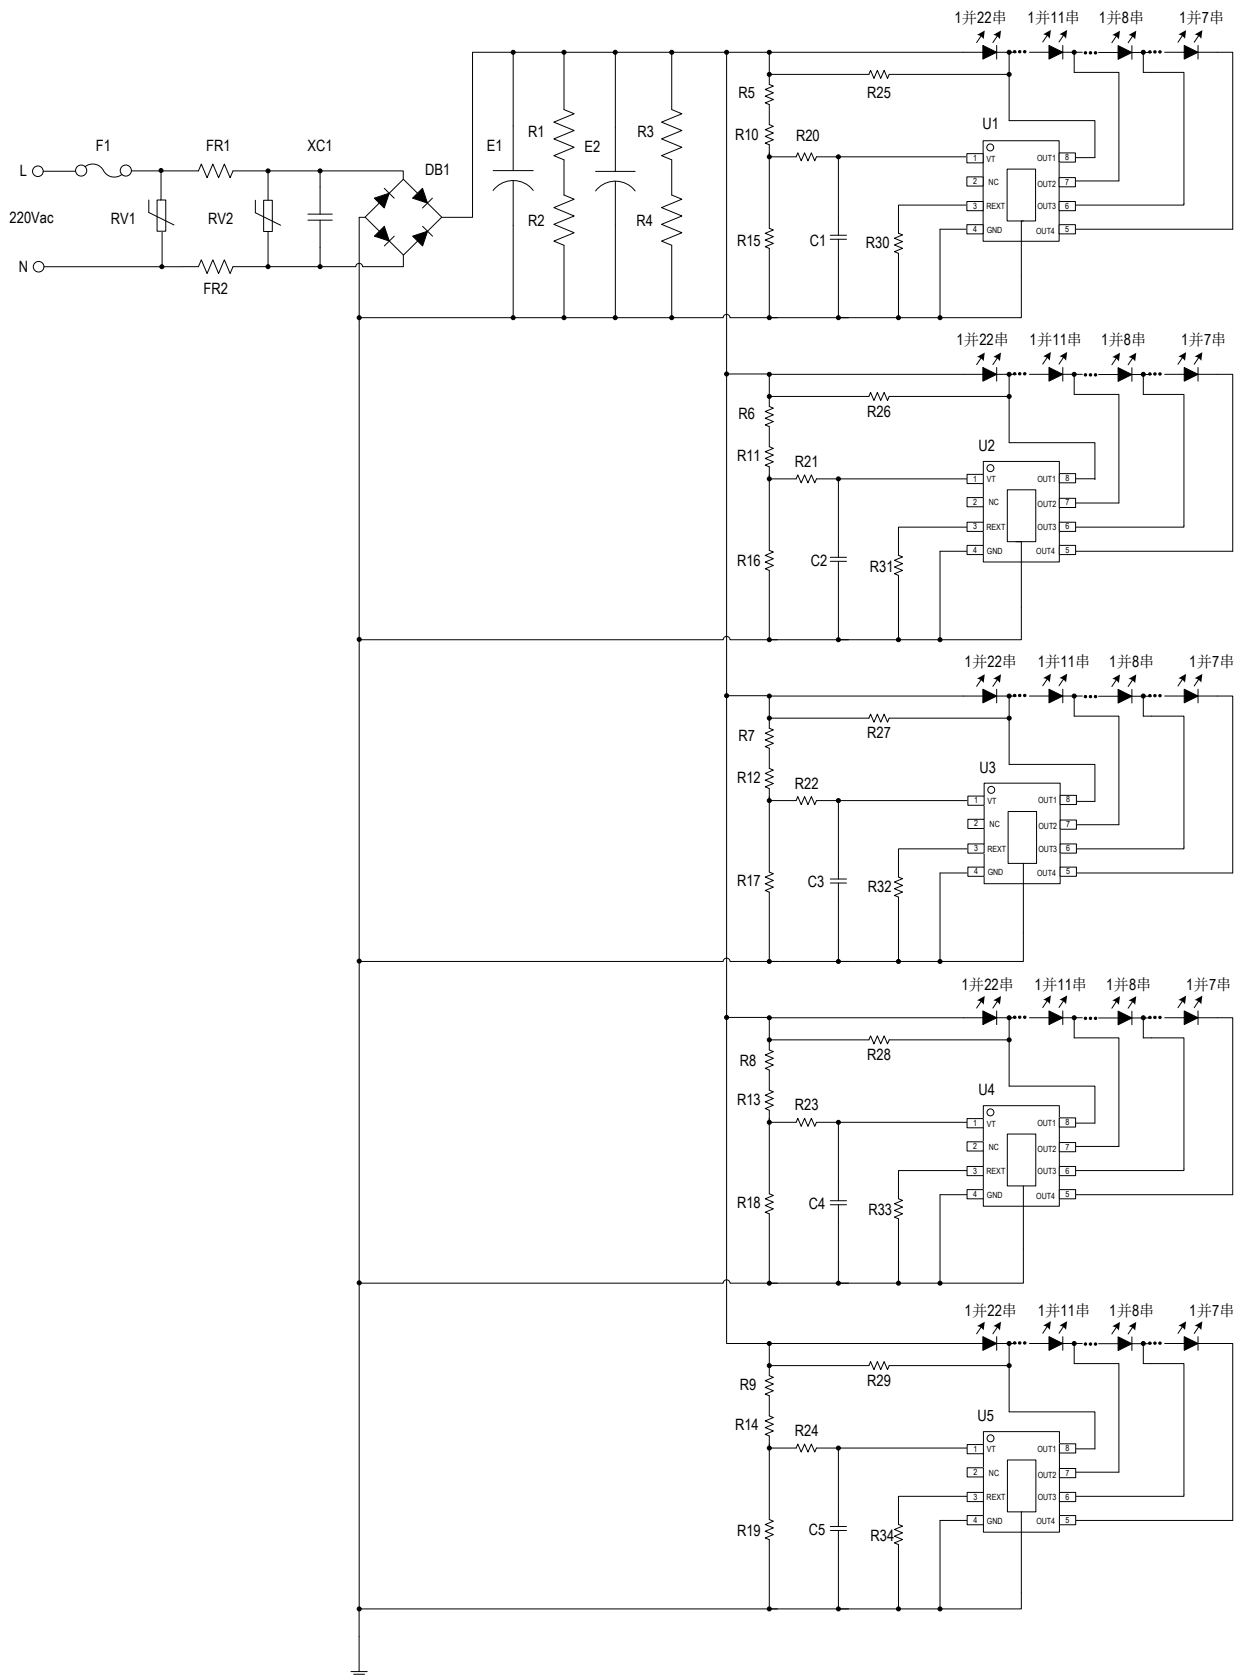 1并22串 1并11串 1并8串 1并7串
R5 R25
F1 FR1 XC1 DB1 E1 R1 E2 R3 R10 R20 U1
1 VT OUT1 8
L
2 NC OUT2 7
220Vac RV1 RV2 R2 R4
3 REXT OUT3 6
R15 C1 R30
4 GND OUT4 5
N
FR2
1并22串 1并11串 1并8串 1并7串
R6 R26
R11 R21 U2
1 VT OUT1 8
2 NC OUT2 7
3 REXT OUT3 6
4 GND OUT4 5
R16 C2 R31
1并22串 1并11串 1并8串 1并7串
R7 R27
R12 R22 U3
1 VT OUT1 8
2 NC OUT2 7
3 REXT OUT3 6
4 GND OUT4 5
R17 C3 R32
1并22串 1并11串 1并8串 1并7串
R8 R28
R13 R23 U4
1 VT OUT1 8
2 NC OUT2 7
3 REXT OUT3 6
4 GND OUT4 5
R18 C4 R33
1并22串 1并11串 1并8串 1并7串
R9 R29
R14 R24 U5
1 VT OUT1 8
2 NC OUT2 7
3 REXT OUT3 6
4 GND OUT4 5
R19 C5 R34